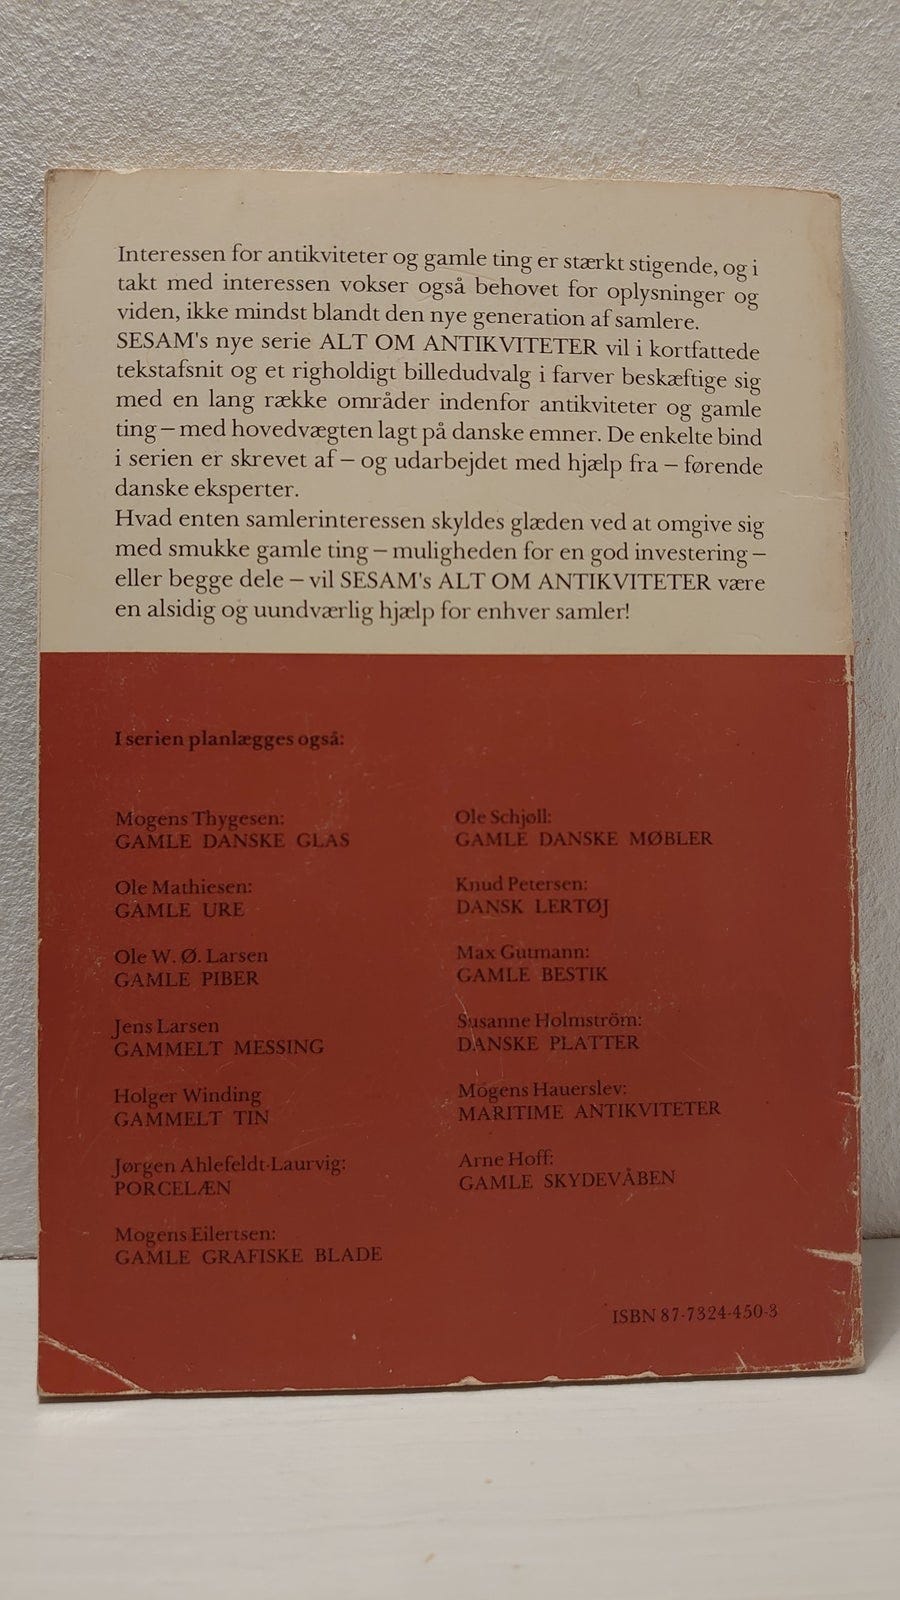 Interessen for antikviteter og gamle ting er stærkt stigende, og i
takt med interessen vokser også behovet for oplysninger og
viden, ikke mindst blandt den nye generation af samlere.
SESAM's nye serie ALT OM ANTIKVITETER vil i kortfattede
tekstafsnit og et righoldigt billedudvalg i farver beskæftige sig
med en lang række områder indenfor antikviteter og gamle
ting – med hovedvægten lagt på danske emner. De enkelte bind
i serien er skrevet af – og udarbejdet med hjælp fra – førende
danske eksperter.
Hvad enten samlerinteressen skyldes glæden ved at omgive sig
med smukke gamle ting – muligheden for en god investering –
eller begge dele – vil SESAM's ALT OM ANTIKVITETER være
en alsidig og uundværlig hjælp for enhver samler!
I serien planlægges også:
Mogens Thygesen:
GAMLE DANSKE GLAS
Ole Mathiesen:
GAMLE URE
Ole W. Ø. Larsen
GAMLE PIBER
Jens Larsen
GAMMELT MESSING
Holger Winding
GAMMELT TIN
Jørgen Ahlefeldt-Laurvig:
PORCELÆN
Mogens Eilertsen:
GAMLE GRAFISKE BLADE
Ole Schjøll:
GAMLE DANSKE MØBLER
Knud Petersen:
DANSK LERTØJ
Max Gutmann:
GAMLE BESTIK
Susanne Holmström:
DANSKE PLATTER
Mogens Hauerslev:
MARITIME ANTIKVITETER
Arne Hoff:
GAMLE SKYDEVÅBEN
ISBN 87-7324-450-3